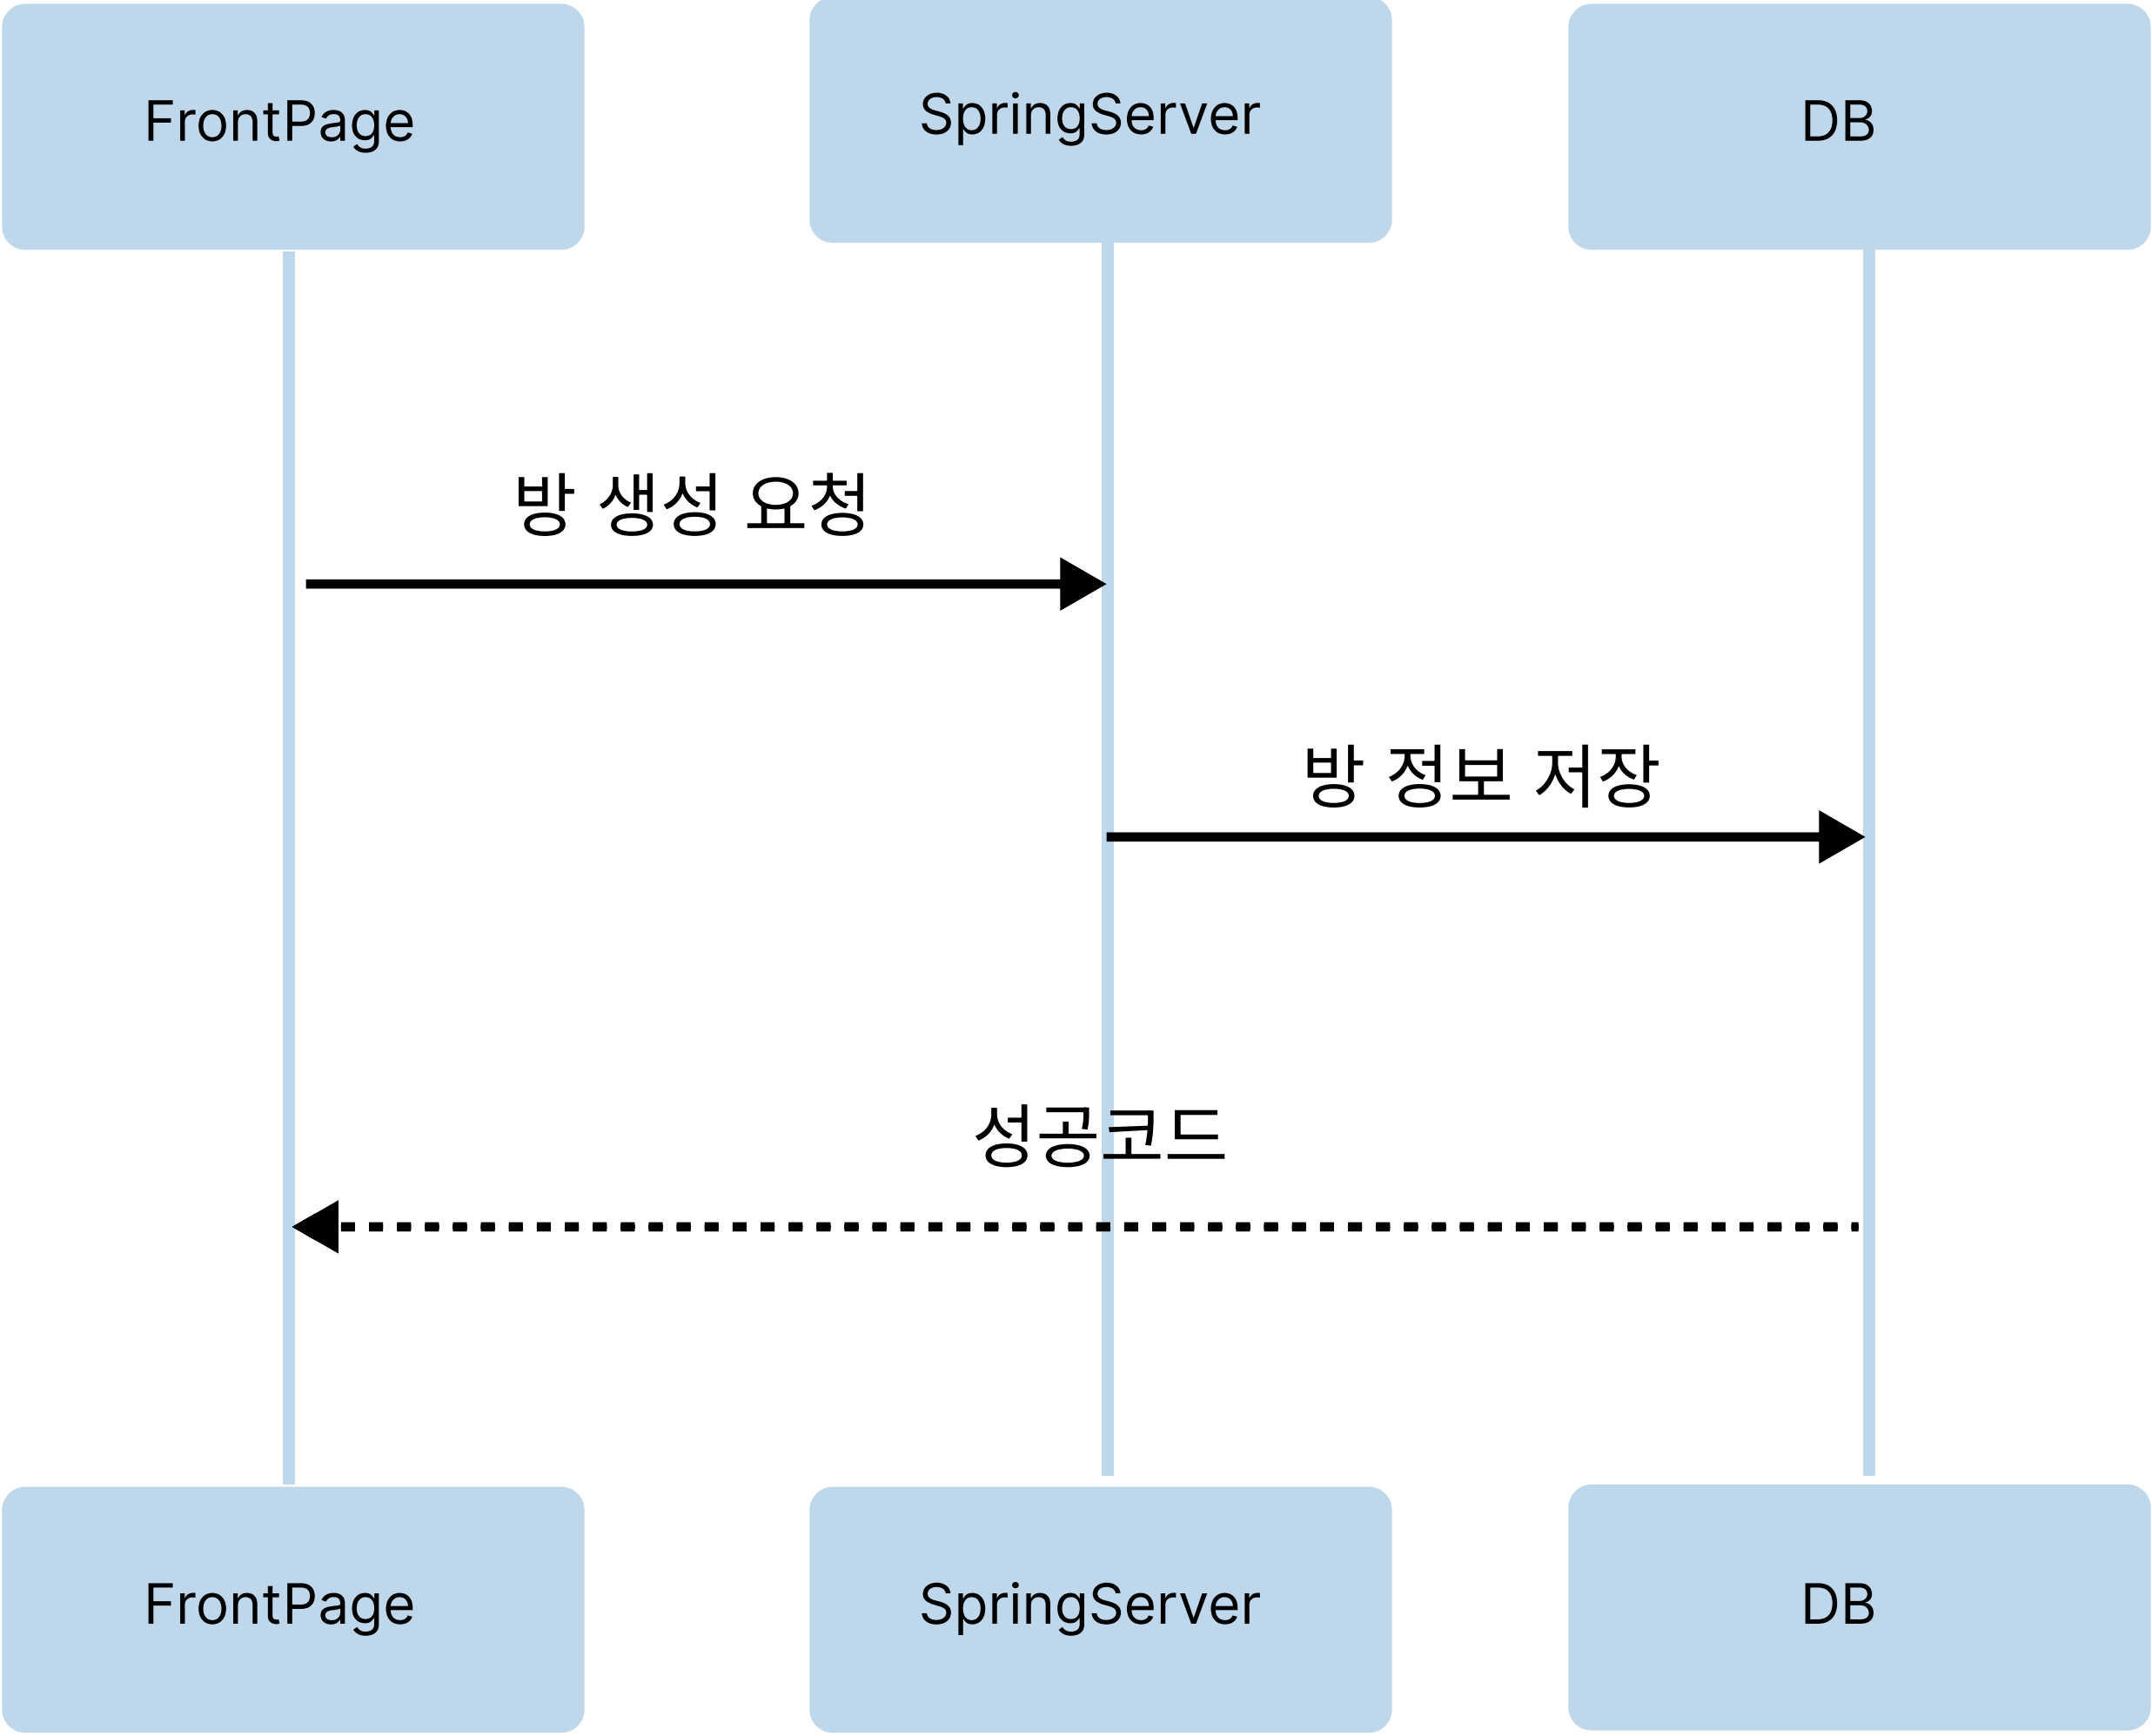 FrontPage
SpringServer
DB
방 생성 요청
방 정보 저장
성공코드
FrontPage
SpringServer
DB